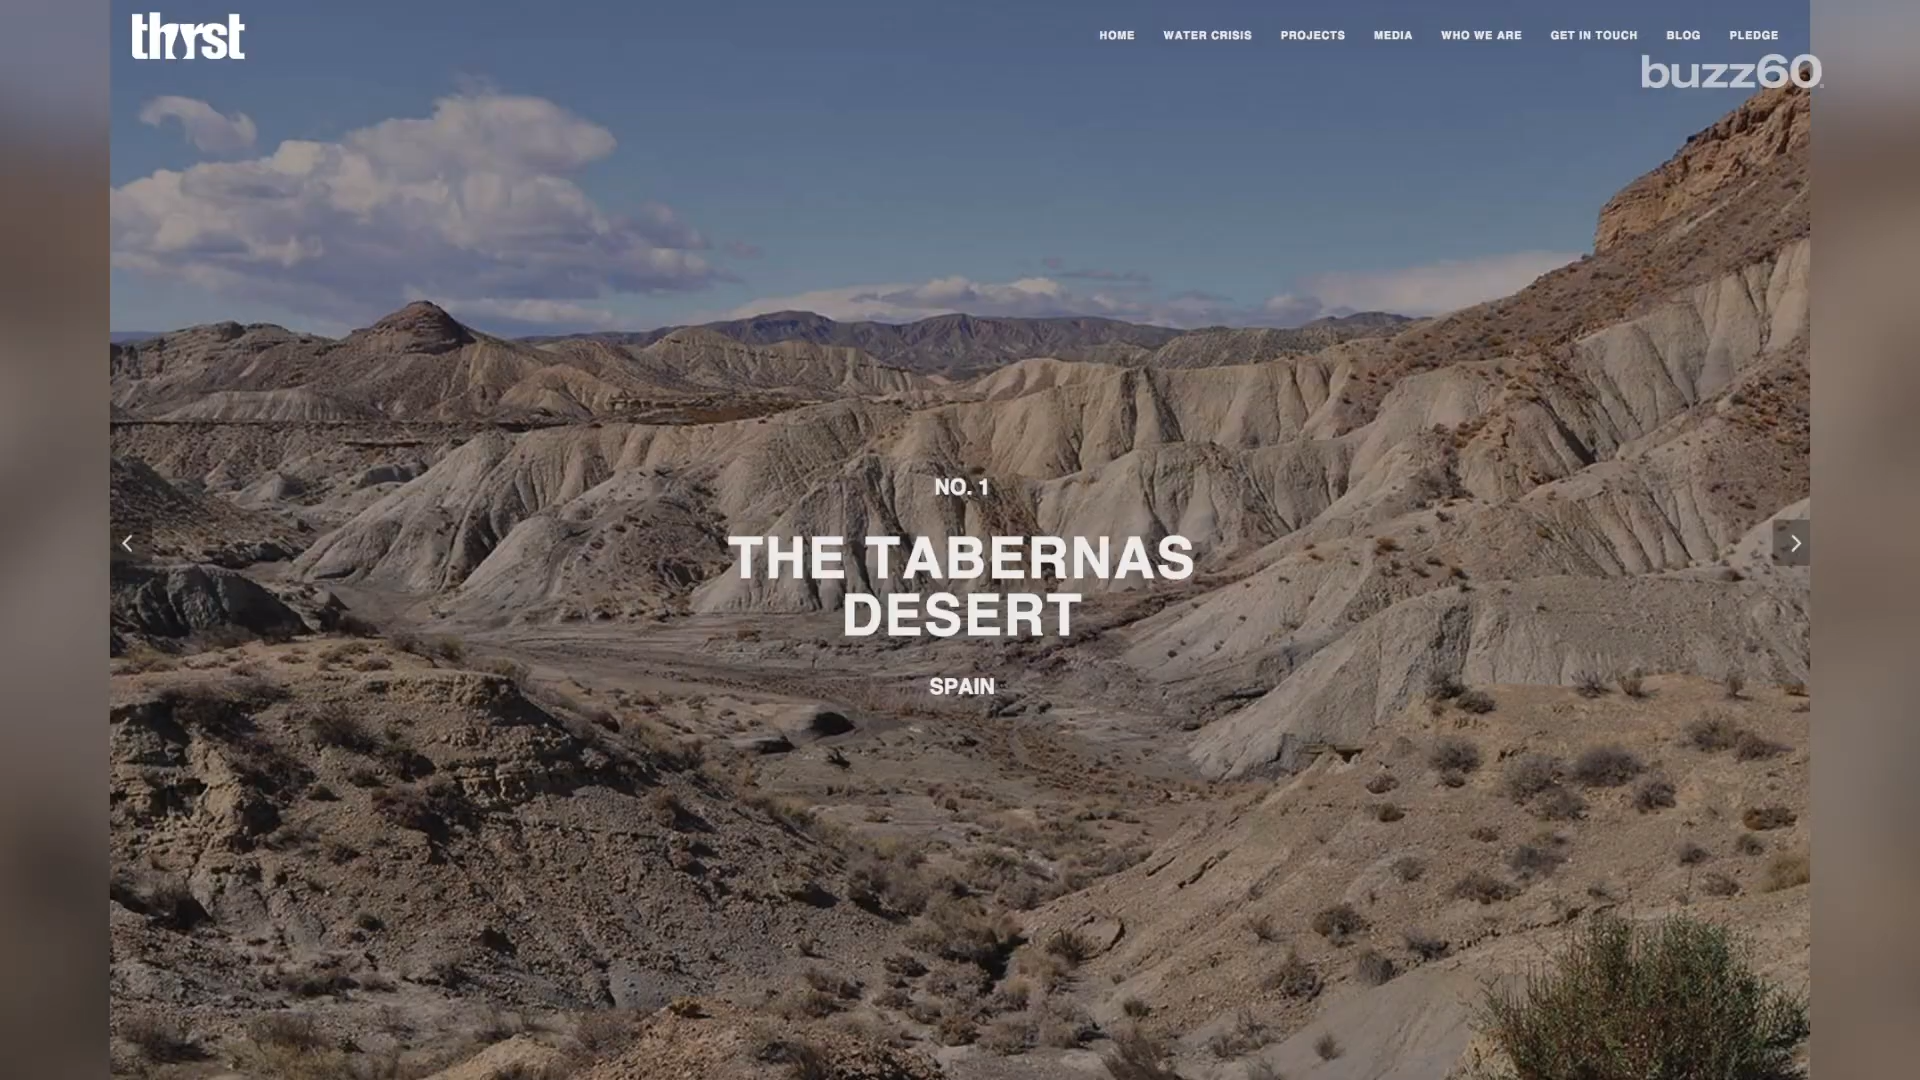 thirst
HOME WATER CRISIS PROJECTS MEDIA WHO WE ARE GET IN TOUCH BLOG PLEDGE
buzz60
NO. 1
THE TABERNAS
DESERT
SPAIN